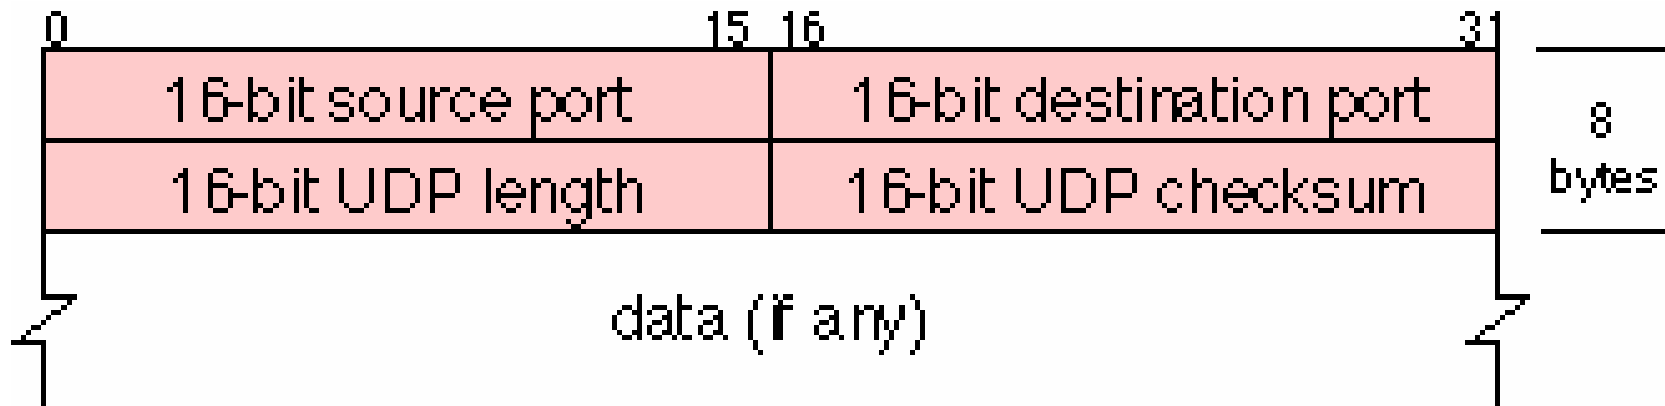 0 15 16 31
16-bit source port 16-bit destination port
8
16-bit UDP length 16-bit UDP checksum
bytes
data (if any)